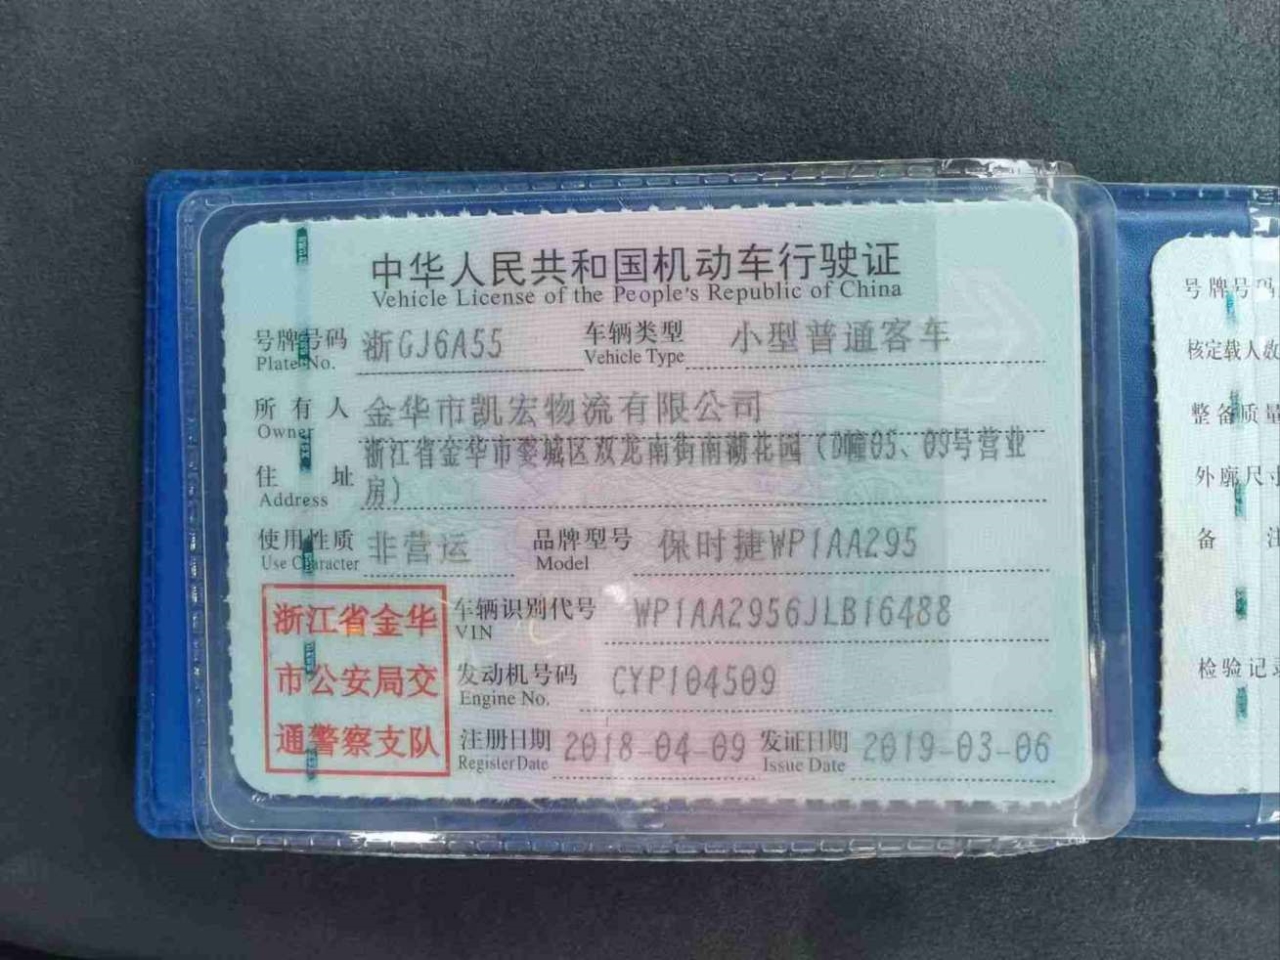 中华人民共和国机动车行驶证
Vehicle License of the People's Republic of China
号牌号码 浙GJ6A55 车辆类型 小型普通客车
Plate No. Vehicle Type
所有人 金华市凯宏物流有限公司
Owner
浙江省金华市婺城区双龙南街南湖花园（D幢05、09号营业
住址 房）
Address
使用性质 非营运 品牌型号 保时捷WP1AA295
Use Character Model
浙江省金华
市公安局交
通警察支队
车辆识别代号 WP1AA2956JLB16488
VIN
发动机号码 CYP104509
Engine No.
注册日期 2018-04-09 发证日期 2019-03-06
Register Date Issue Date
号牌号码
核定载人数
整备质量
外廓尺寸
备注
检验记录